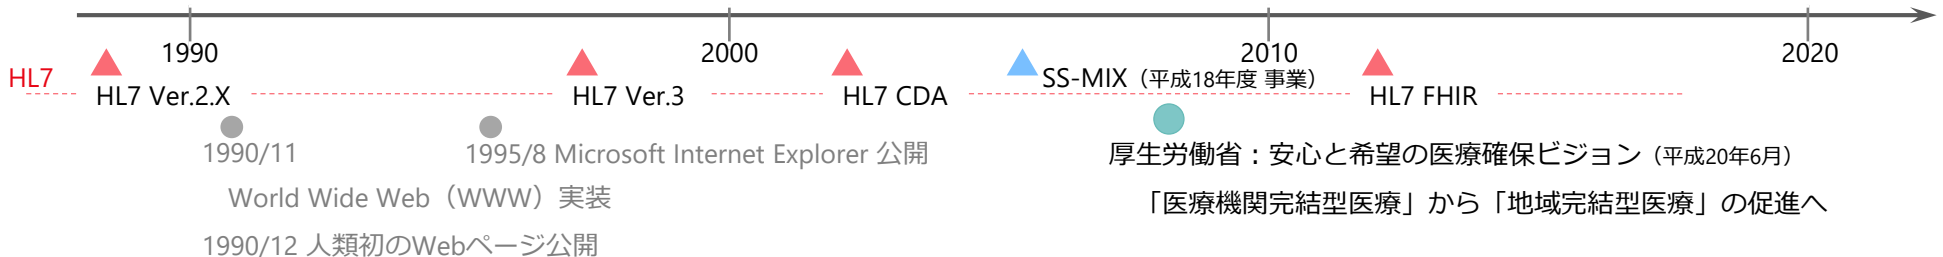 1990 2000 2010 2020
HL7
HL7 Ver.2.X HL7 Ver.3 HL7 CDA SS-MIX（平成18年度 事業） HL7 FHIR
1990/11 1995/8 Microsoft Internet Explorer 公開 厚生労働省：安心と希望の医療確保ビジョン（平成20年6月）
World Wide Web（WWW）実装 「医療機関完結型医療」から「地域完結型医療」の促進へ
1990/12 人類初のWebページ公開